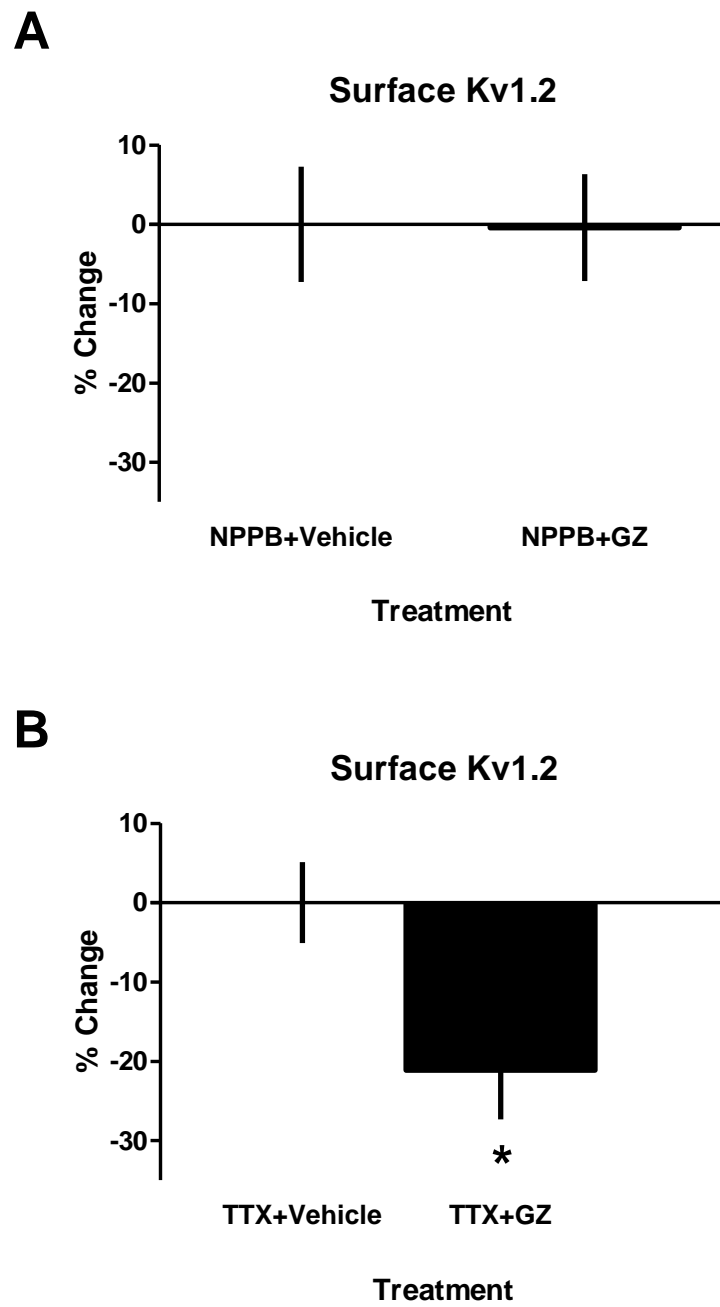 A
Surface Kv1.2
10
0
-10
-20
-30
% Change
NPPB+Vehicle NPPB+GZ
Treatment
B
Surface Kv1.2
10
0
-10
-20
-30
% Change
*
TTX+Vehicle TTX+GZ
Treatment